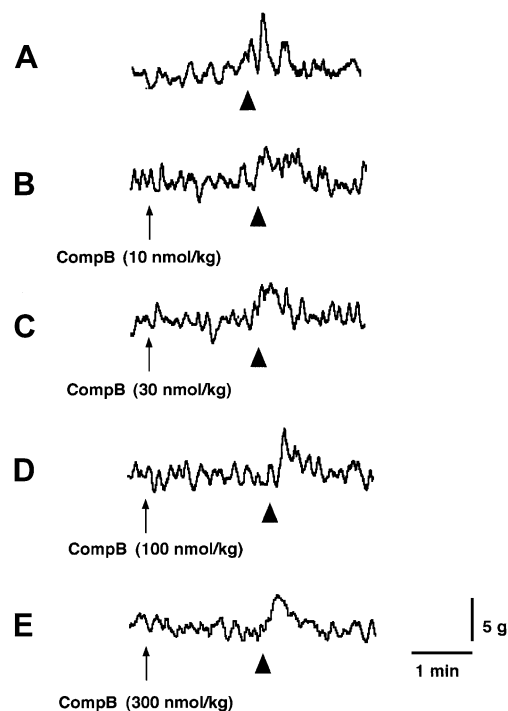 A
B
CompB (10 nmol/kg)
C
CompB (30 nmol/kg)
D
CompB (100 nmol/kg)
E
5 g
1 min
CompB (300 nmol/kg)